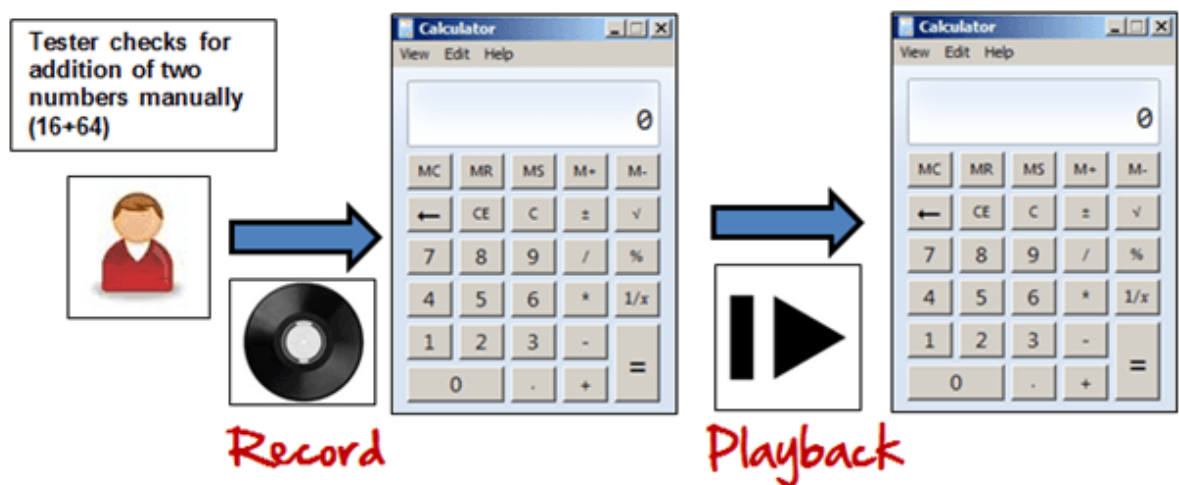 Tester checks for
addition of two
numbers manually
(16+64)
Calculator
View Edit Help
0
MC MR MS M+ M-
← CE C ± √
7 8 9 / %
4 5 6 * 1/x
1 2 3 -
=
0 . +
Record
Calculator
View Edit Help
0
MC MR MS M+ M-
← CE C ± √
7 8 9 / %
4 5 6 * 1/x
1 2 3 -
=
0 . +
Playback